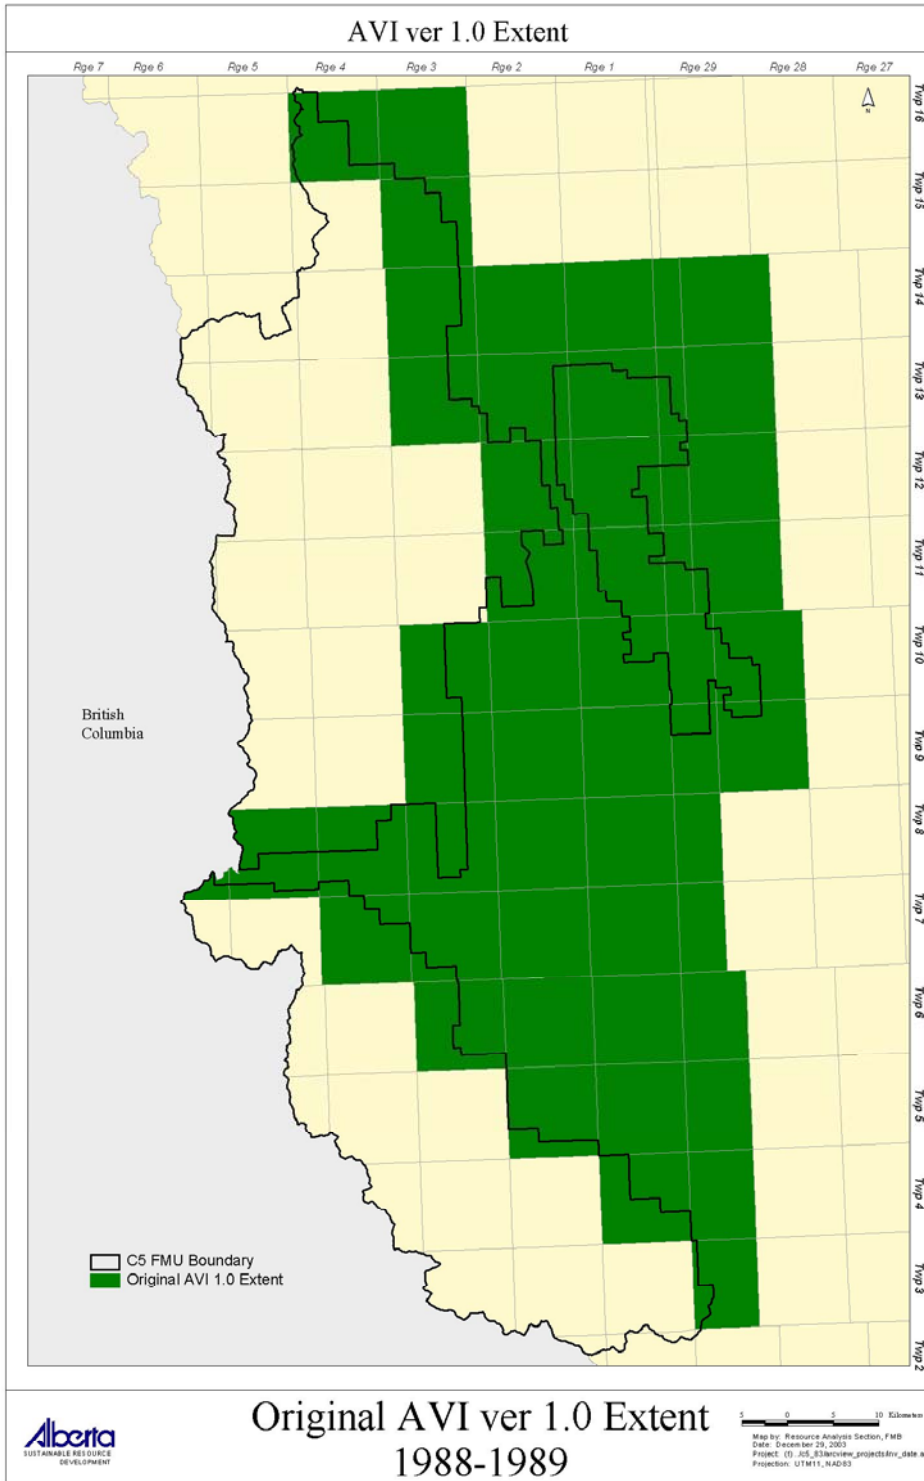 AVI ver 1.0 Extent
Rge 7 Rge 6 Rge 5 Rge 4 Rge 3 Rge 2 Rge 1 Rge 29 Rge 28 Rge 27
Twp 16
N
Twp 15
Twp 14
Twp 13
Twp 12
Twp 11
Twp 10
British
Columbia
Twp 9
Twp 8
Twp 7
Twp 6
Twp 5
Twp 4
C5 FMU Boundary
Original AVI 1.0 Extent
Twp 3
Twp 2
Original AVI ver 1.0 Extent
1988-1989
Alberta
SUSTAINABLE RESOURCE
DEVELOPMENT
5 0 5 10 Kilometers
Map by: Resource Analysis Section, FMB
Date: December 29, 2003
Project:
Projection: UTM11, NAD83